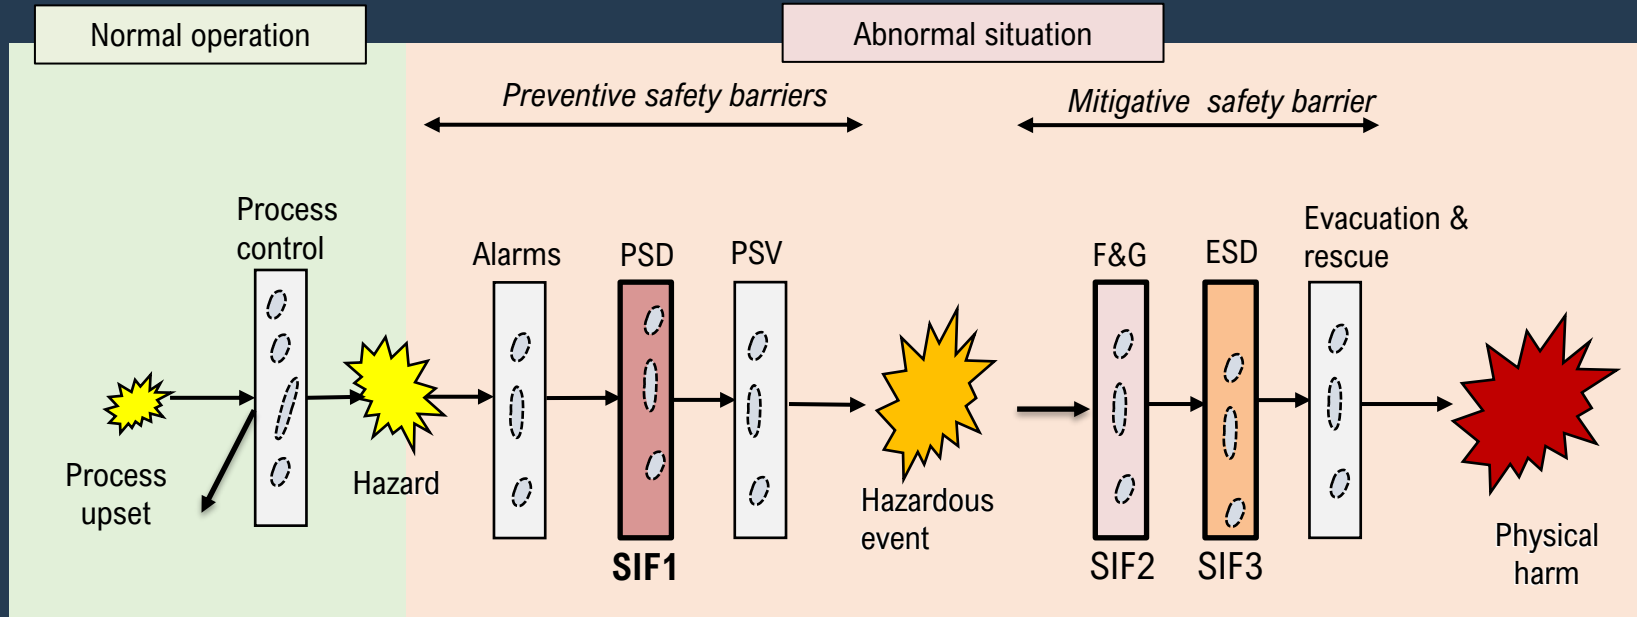 Normal operation
Abnormal situation
Preventive safety barriers
Mitigative safety barrier
Process
control
Alarms
PSD
PSV
F&G
ESD
Evacuation &
rescue
Process
upset
Hazard
Hazardous
event
SIF1
SIF2
SIF3
Physical
harm